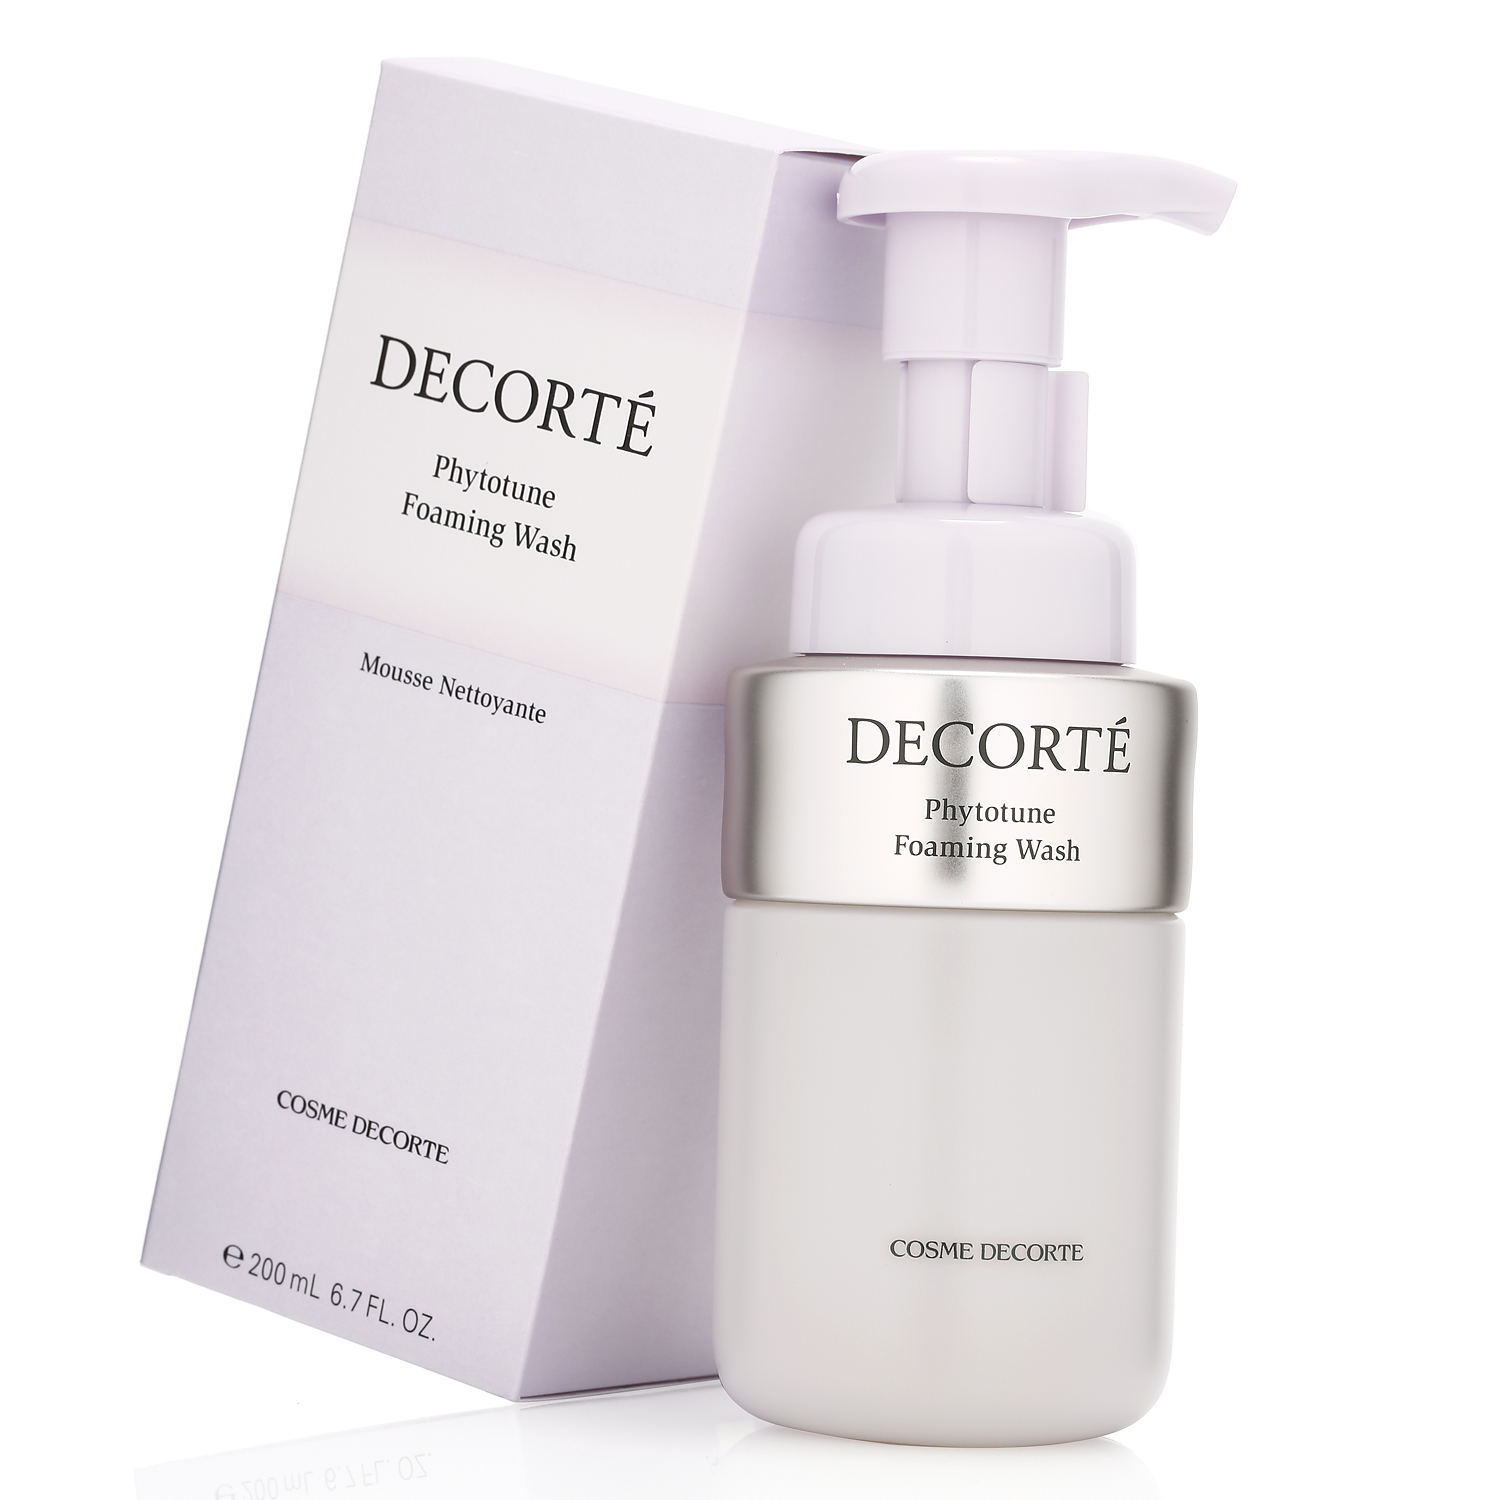 DECORTÉ
Phytotune
Foaming Wash
Mousse Nettoyante
COSME DECORTE
℮ 200 mL 6.7 FL. OZ.
DECORTÉ
Phytotune
Foaming Wash
COSME DECORTE